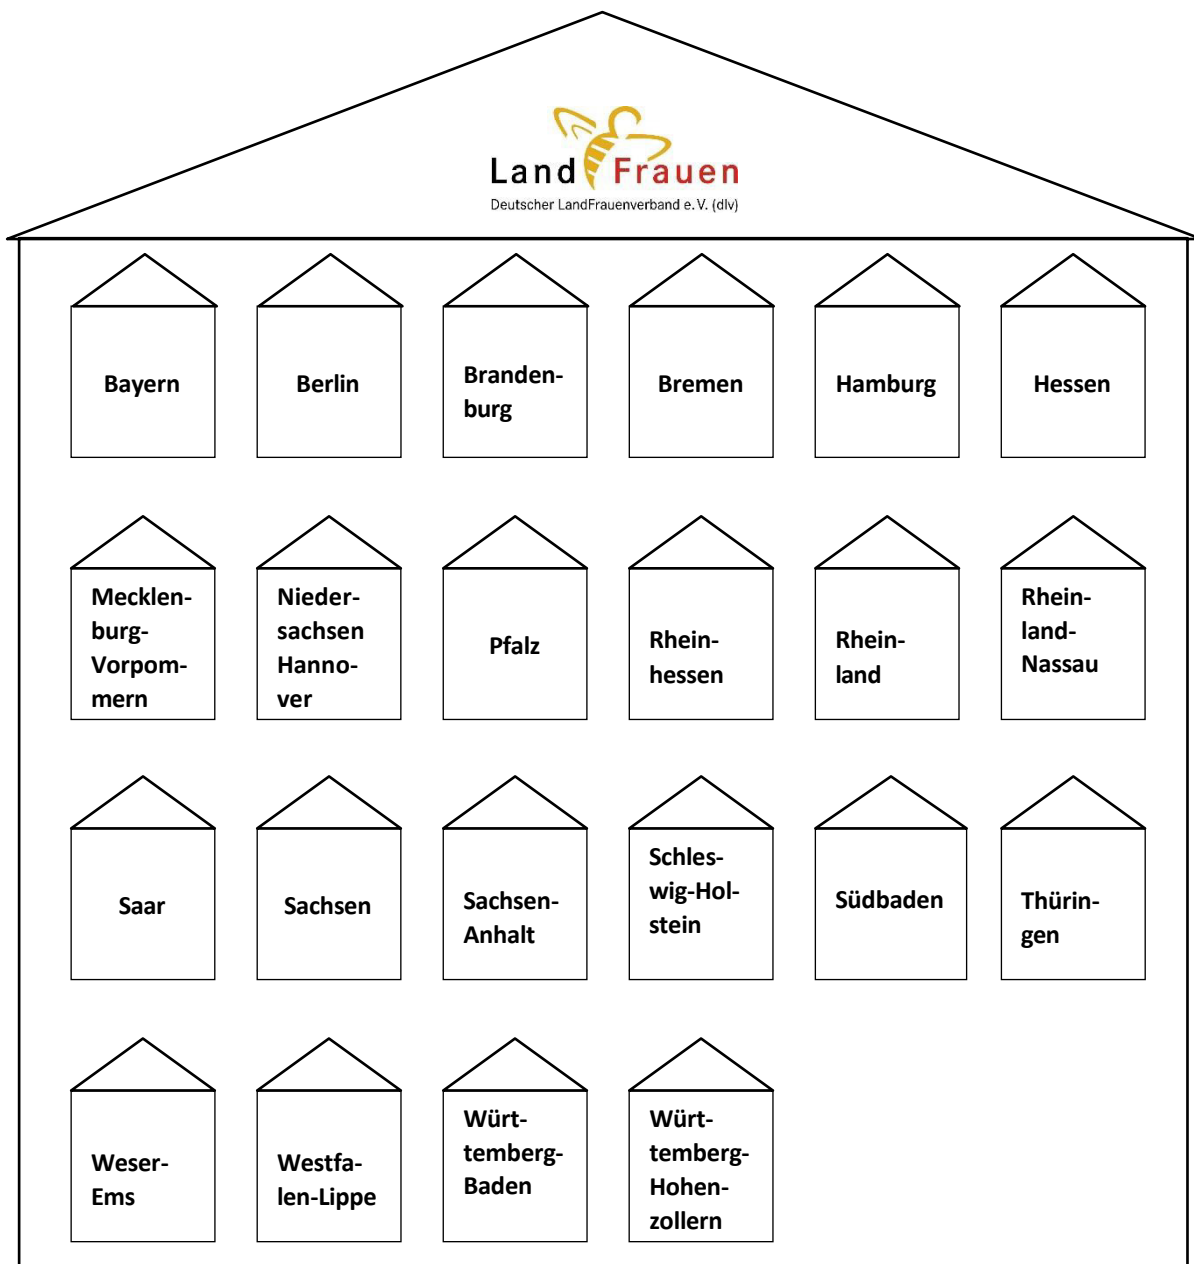 Land Frauen
Deutscher LandFrauenverband e. V. (dlv)
Bayern
Berlin
Branden-
burg
Bremen
Hamburg
Hessen
Mecklen-
burg-
Vorpom-
mern
Nieder-
sachsen
Hanno-
ver
Pfalz
Rhein-
hessen
Rhein-
land
Rhein-
land-
Nassau
Saar
Sachsen
Sachsen-
Anhalt
Schles-
wig-Hol-
stein
Südbaden
Thürin-
gen
Weser-
Ems
Westfa-
len-Lippe
Würt-
temberg-
Baden
Würt-
temberg-
Hohen-
zollern